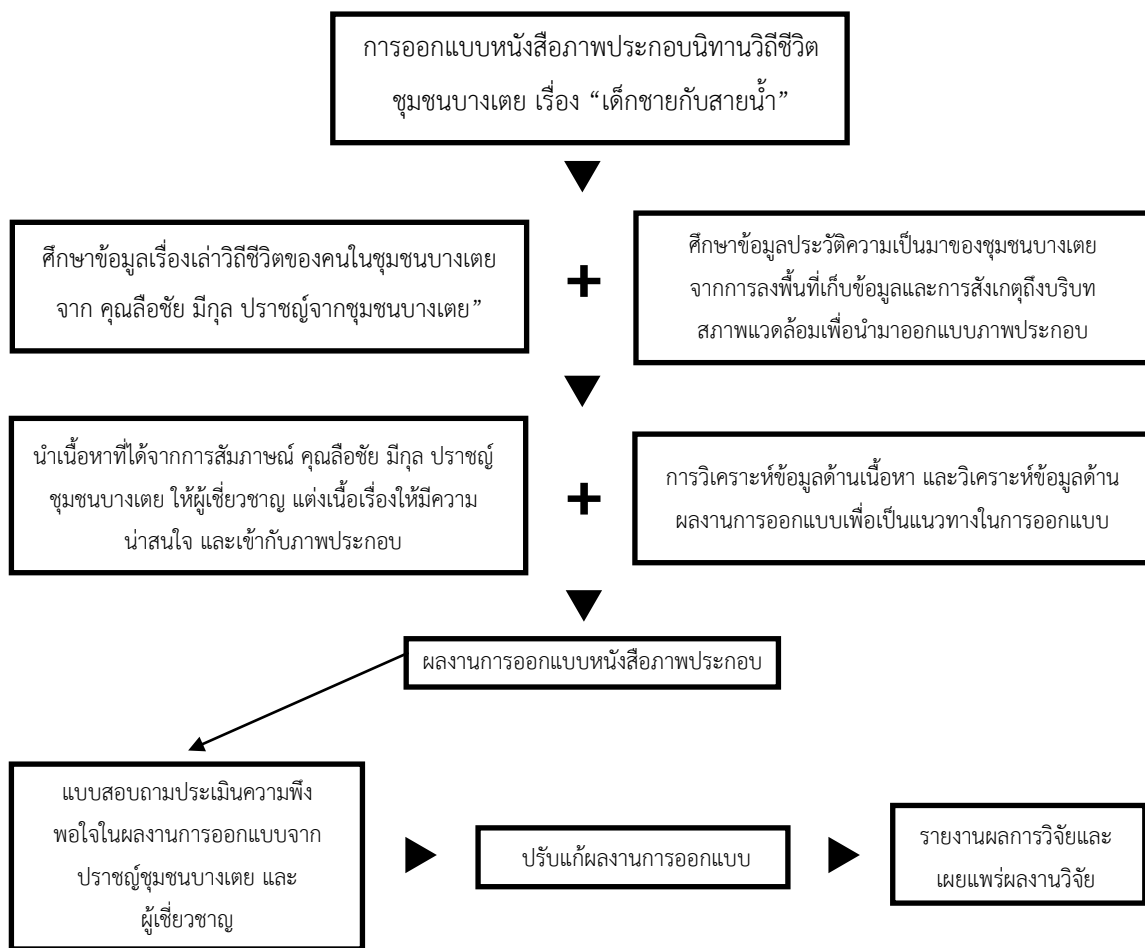 การออกแบบหนังสือภาพประกอบนิทานวิถีชีวิต
ชุมชนบางเตย เรื่อง “เด็กชายกับสายน้ำ”
ศึกษาข้อมูลเรื่องเล่าวิถีชีวิตของคนในชุมชนบางเตย
จาก คุณลือชัย มีกุล ปราชญ์จากชุมชนบางเตย”
+
ศึกษาข้อมูลประวัติความเป็นมาของชุมชนบางเตย
จากการลงพื้นที่เก็บข้อมูลและการสังเกตุถึงบริบท
สภาพแวดล้อมเพื่อนำมาออกแบบภาพประกอบ
นำเนื้อหาที่ได้จากการสัมภาษณ์ คุณลือชัย มีกุล ปราชญ์
ชุมชนบางเตย ให้ผู้เชี่ยวชาญ แต่งเนื้อเรื่องให้มีความ
น่าสนใจ และเข้ากับภาพประกอบ
+
การวิเคราะห์ข้อมูลด้านเนื้อหา และวิเคราะห์ข้อมูลด้าน
ผลงานการออกแบบเพื่อเป็นแนวทางในการออกแบบ
ผลงานการออกแบบหนังสือภาพประกอบ
แบบสอบถามประเมินความพึง
พอใจในผลงานการออกแบบจาก
ปราชญ์ชุมชนบางเตย และ
ผู้เชี่ยวชาญ
ปรับแก้ผลงานการออกแบบ
รายงานผลการวิจัยและ
เผยแพร่ผลงานวิจัย